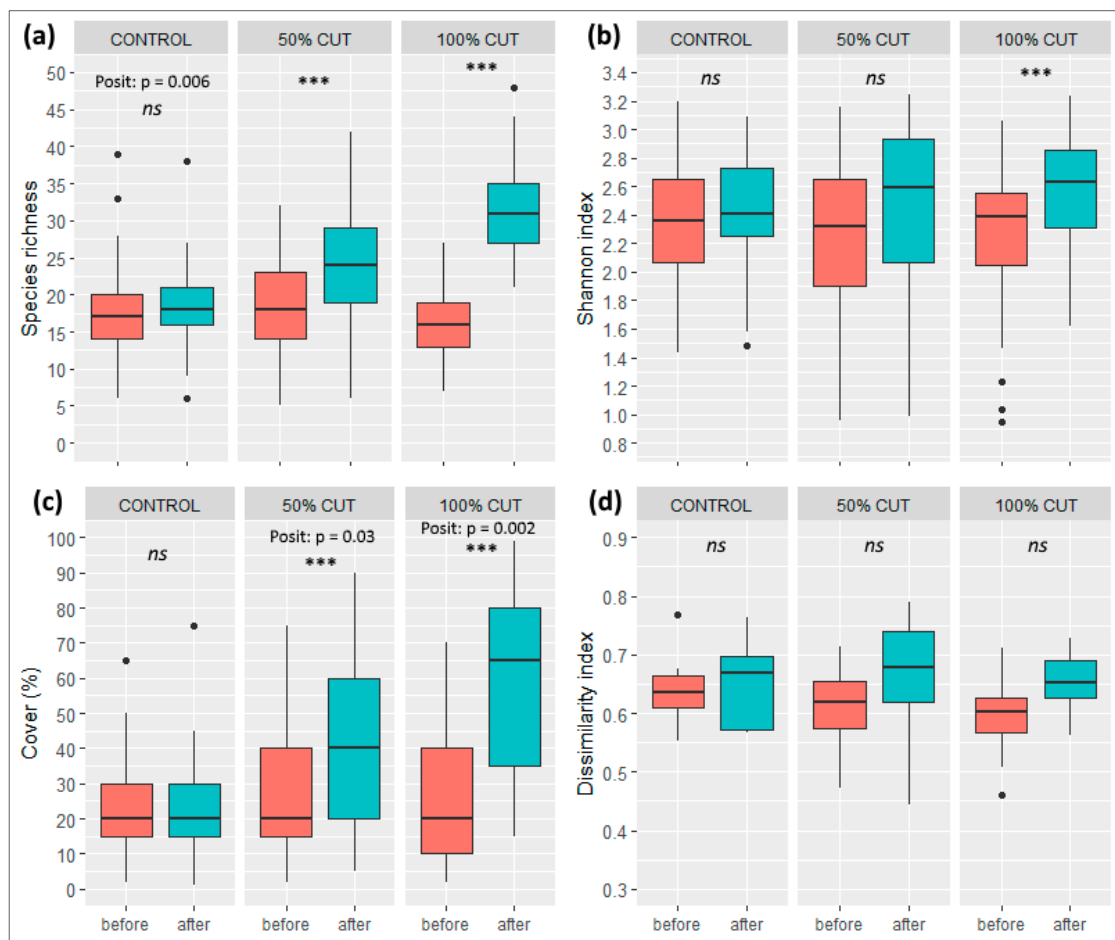 (a)
CONTROL 50% CUT 100% CUT
Posit: p = 0.006
ns
***
***
Species richness
50
45
40
35
30
25
20
15
10
5
0
(b)
CONTROL 50% CUT 100% CUT
ns ns ***
Shannon index
3.4
3.2
3.0
2.8
2.6
2.4
2.2
2.0
1.8
1.6
1.4
1.2
1.0
0.8
(c)
CONTROL 50% CUT 100% CUT
ns
Posit: p = 0.03
***
Posit: p = 0.002
***
Cover (%)
100
90
80
70
60
50
40
30
20
10
0
before after before after before after
(d)
CONTROL 50% CUT 100% CUT
ns ns ns
Dissimilarity index
0.9
0.8
0.7
0.6
0.5
0.4
0.3
before after before after before after